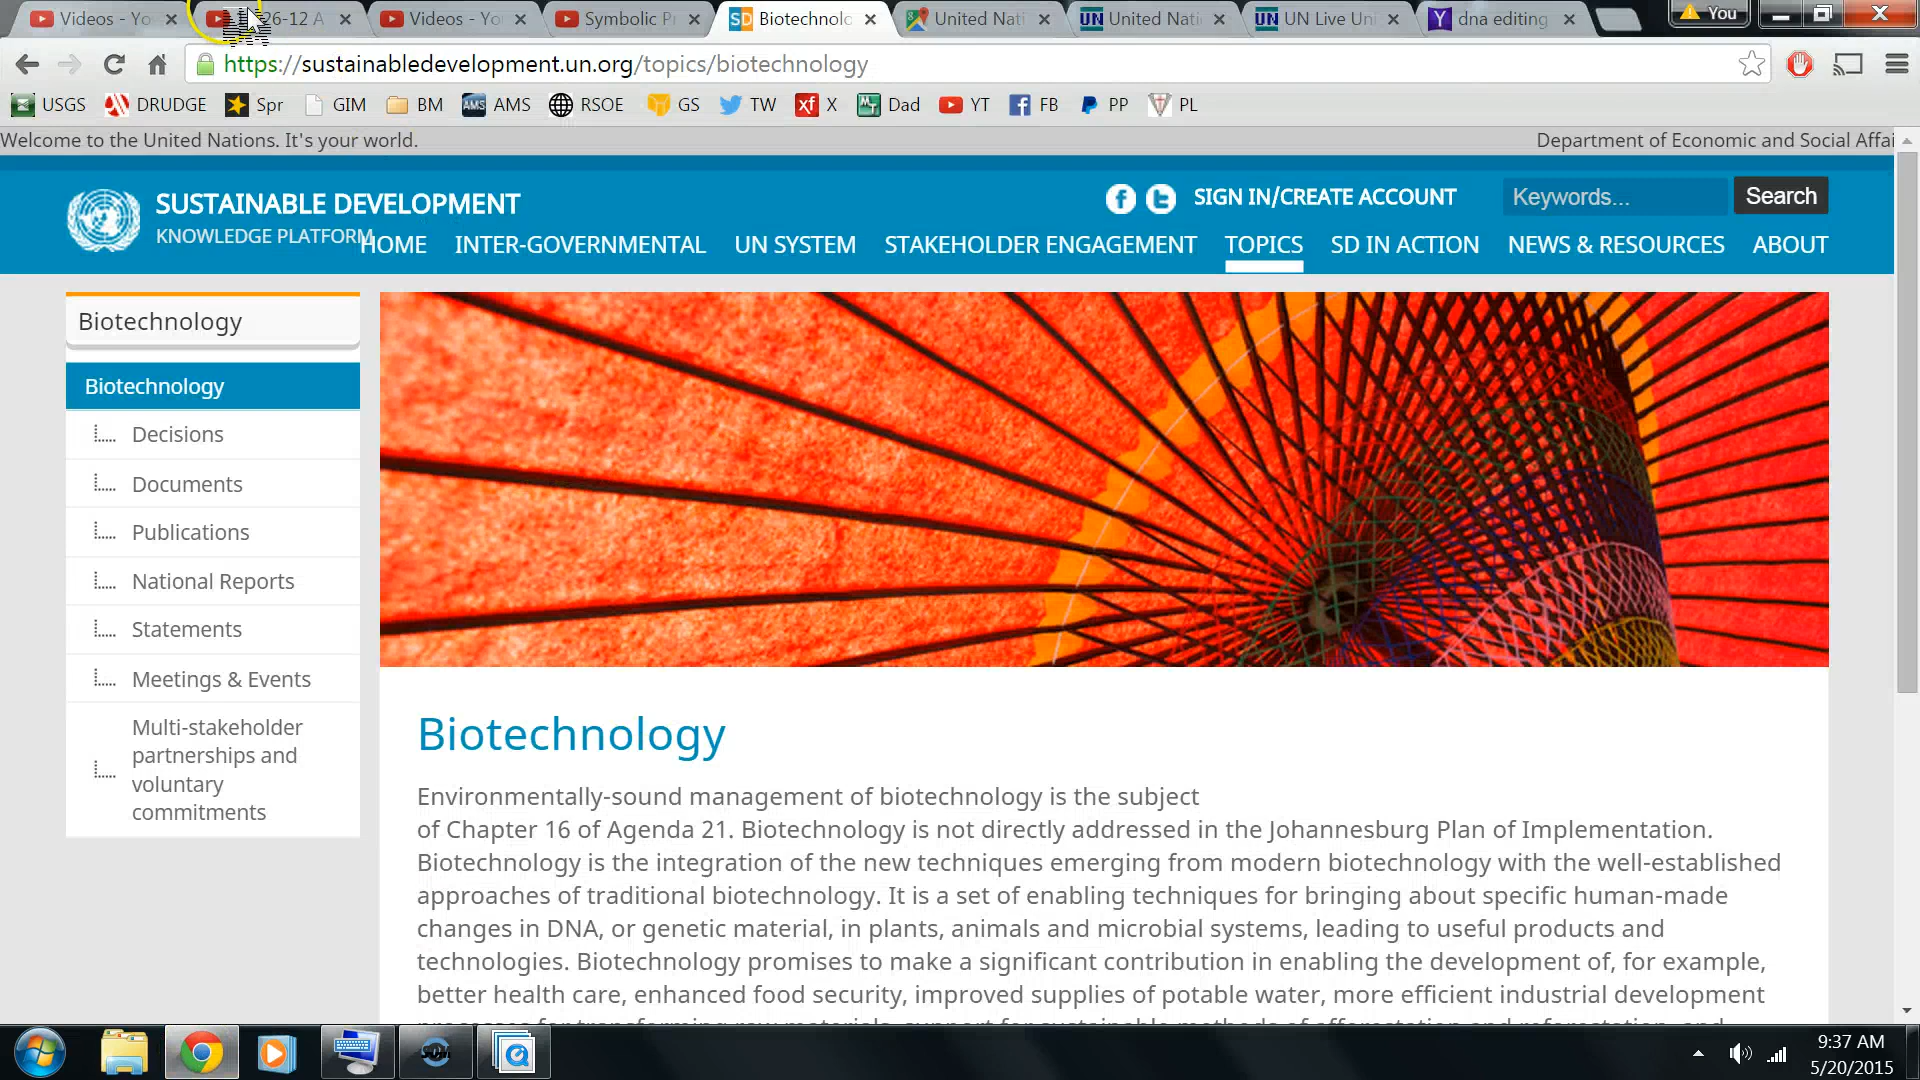 Videos - Yo
26-12 A
Videos - Yo
Symbolic P
Biotechnolo
United Nati
United Nati
UN Live Uni
dna editing
You
https://sustainabledevelopment.un.org/topics/biotechnology
USGS DRUDGE Spr GIM BM AMS RSOE GS TW X Dad YT FB PP PL
Welcome to the United Nations. It's your world.
Department of Economic and Social Affai
SUSTAINABLE DEVELOPMENT
KNOWLEDGE PLATFORM
SIGN IN/CREATE ACCOUNT
Keywords...
Search
HOME INTER-GOVERNMENTAL UN SYSTEM STAKEHOLDER ENGAGEMENT TOPICS SD IN ACTION NEWS & RESOURCES ABOUT
Biotechnology
Biotechnology
Decisions
Documents
Publications
National Reports
Statements
Meetings & Events
Multi-stakeholder
partnerships and
voluntary
commitments
Biotechnology
Environmentally-sound management of biotechnology is the subject
of Chapter 16 of Agenda 21. Biotechnology is not directly addressed in the Johannesburg Plan of Implementation.
Biotechnology is the integration of the new techniques emerging from modern biotechnology with the well-established
approaches of traditional biotechnology. It is a set of enabling techniques for bringing about specific human-made
changes in DNA, or genetic material, in plants, animals and microbial systems, leading to useful products and
technologies. Biotechnology promises to make a significant contribution in enabling the development of, for example,
better health care, enhanced food security, improved supplies of potable water, more efficient industrial development
9:37 AM
5/20/2015